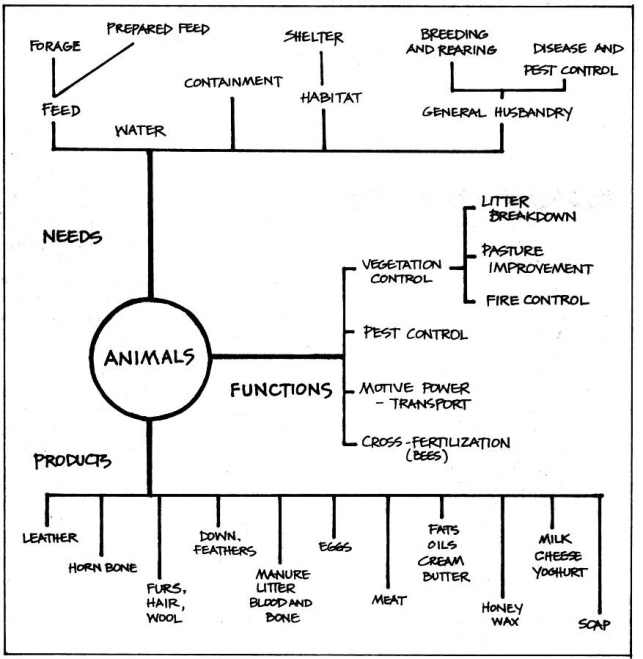 PREPARED FEED
FORAGE
SHELTER
BREEDING
AND REARING
DISEASE AND
PEST CONTROL
CONTAINMENT
HABITAT
FEED
GENERAL HUSBANDRY
WATER
NEEDS
LITTER
BREAKDOWN
VEGETATION
CONTROL
PASTURE
IMPROVEMENT
FIRE CONTROL
PEST CONTROL
ANIMALS
FUNCTIONS
MOTIVE POWER
- TRANSPORT
CROSS-FERTILIZATION
(BEES)
PRODUCTS
LEATHER
HORN BONE
FURS,
HAIR,
WOOL
DOWN,
FEATHERS
MANURE
LITTER
BLOOD AND
BONE
EGGS
MEAT
FATS
OILS
CREAM
BUTTER
HONEY
WAX
MILK
CHEESE
YOGHURT
SOAP